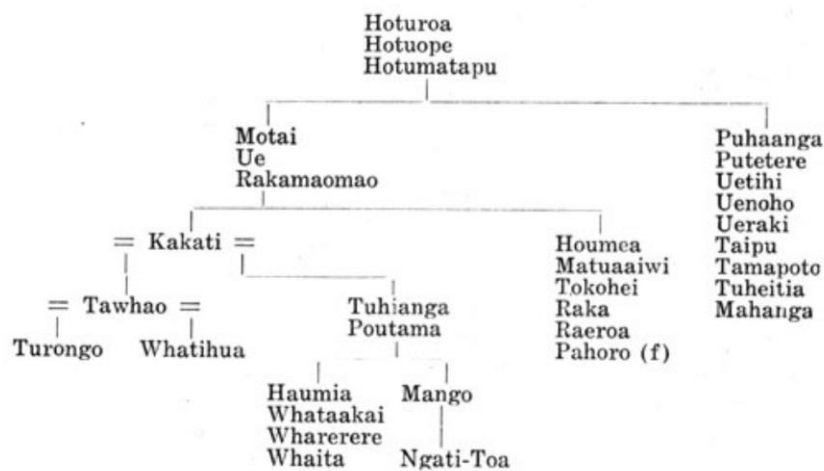 Hoturoa
Hotuope
Hotumatapu
Motai
Ue
Rakamaomao
Puhaanga
Putetere
Uetihi
Uenoho
Ueraki
Taipu
Tamapoto
Tuheitia
Mahanga
= Kakati =
Houmea
Matuaaiwi
Tokohei
Raka
Raeroa
Pahoro (f)
= Tawhao =
Turongo
Whatihua
Tuhianga
Poutama
Haumia
Whataakai
Wharerere
Whaita
Mango
Ngati-Toa